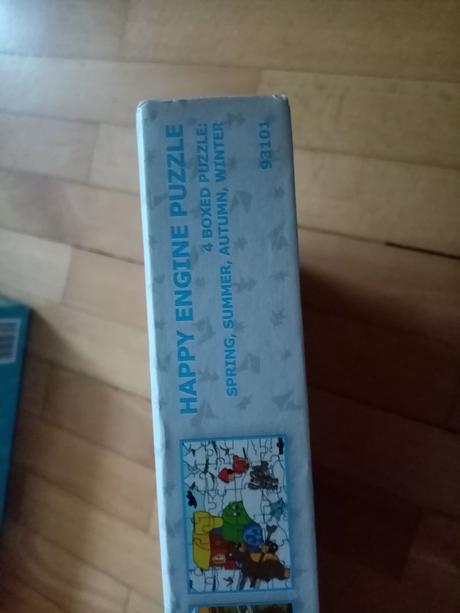 HAPPY ENGINE PUZZLE
4 BOXED PUZZLE:
SPRING, SUMMER, AUTUMN, WINTER
93101